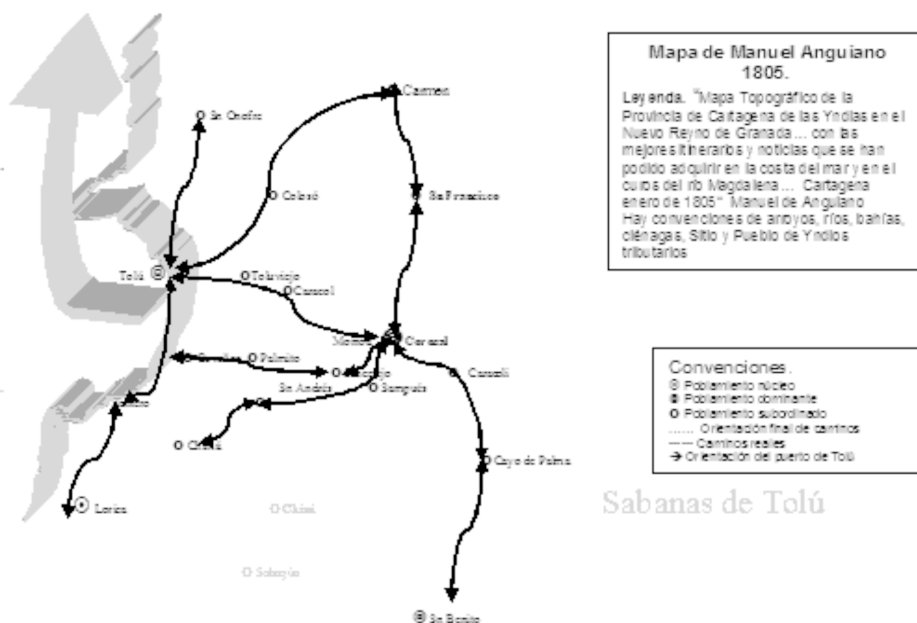 Mapa de Manuel Anguiano
1805.
Leyenda. "Mapa Topográfico de la
Provincia de Cartagena de las Yndias en el
Nuevo Reyno de Granada... con las
mejores itinerarios y noticias que se han
podido adquirir en la costa del mar y en el
curos del río Magdalena... Cartagena
enero de 1805" Manuel de Anguiano
Hay convenciones de arroyos, ríos, bahías,
ciénagas, Sitio y Pueblo de Yndios
tributarios
Carmen
Sn Onofre
Colosó
Sn Francisco
Tolú
Toluviejo
Caracol
Corozal
Palmito
Sn Andrés
Sampués
Caracolí
Cayo de Palma
Lorica
Chinú
Sahagún
Sn Benito
Convenciones.
Poblamiento núcleo
Poblamiento dominante
Poblamiento subordinado
...... Orientación final de caminos
----- Caminos reales
→ Orientación del puerto de Tolú
Sabanas de Tolú